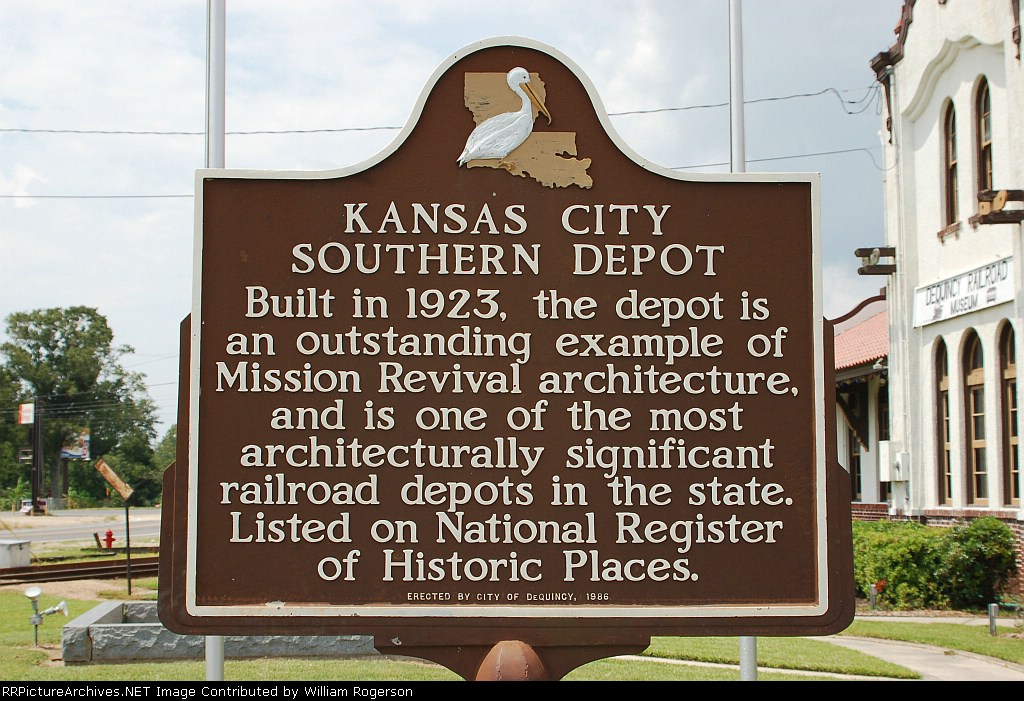 KANSAS CITY
SOUTHERN DEPOT
Built in 1923, the depot is
an outstanding example of
Mission Revival architecture,
and is one of the most
architecturally significant
railroad depots in the state.
Listed on National Register
of Historic Places.
ERECTED BY CITY OF DEQUINCY, 1986
DEQUINCY RAILROAD
MUSEUM
©RRPictureArchives.NET Image Contributed by William Rogerson